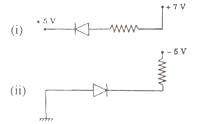 + 7 V
(i) + 5 V
- 5 V
(ii)